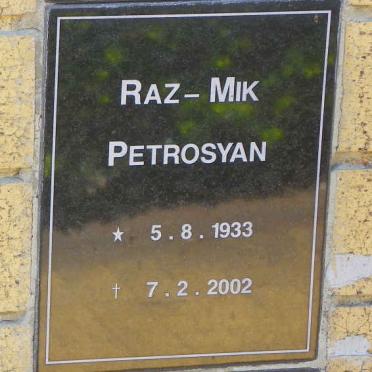 RAZ – MIK
PETROSYAN
★ 5 . 8 . 1933
† 7 . 2 . 2002